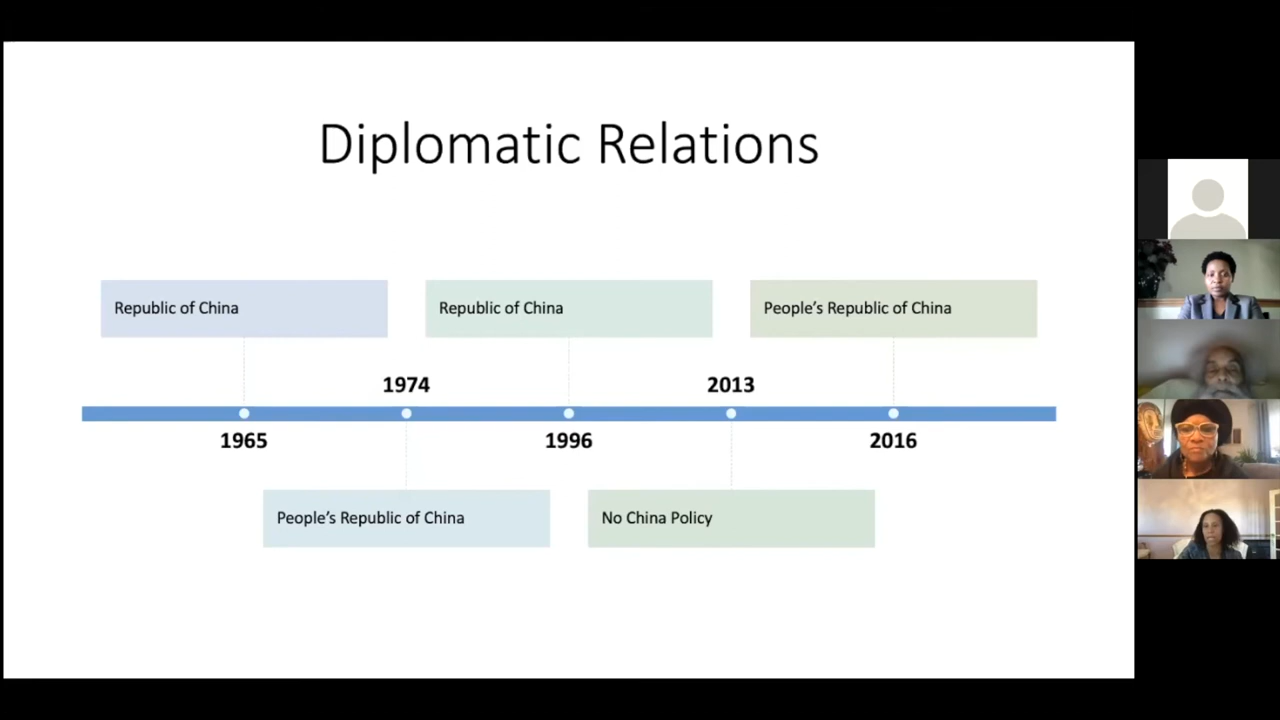 Diplomatic Relations
Republic of China
Republic of China
People’s Republic of China
1974
2013
1965
1996
2016
People’s Republic of China
No China Policy